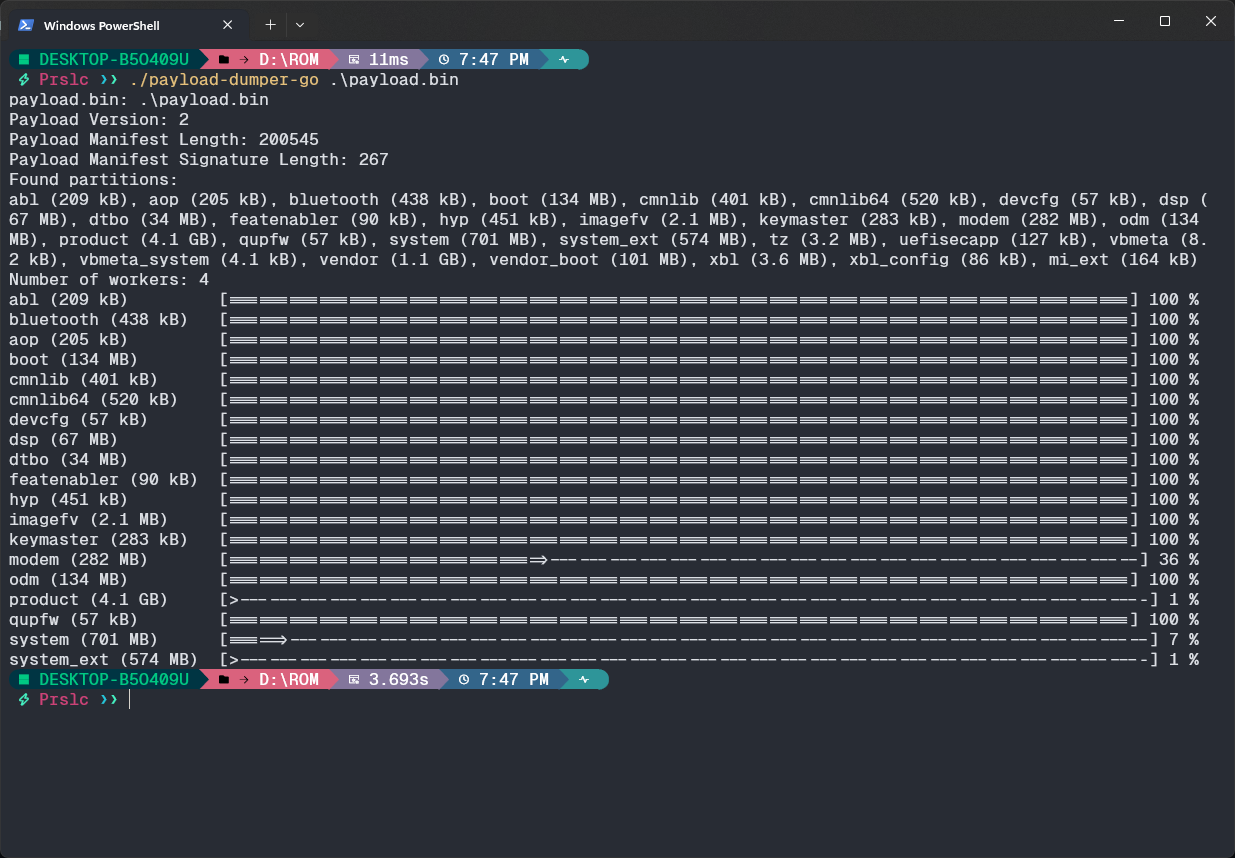 Windows PowerShell
DESKTOP-B5O409U → D:\ROM 11ms 7:47 PM
Prslc ❯❯ ./payload-dumper-go .\payload.bin
payload.bin: .\payload.bin
Payload Version: 2
Payload Manifest Length: 200545
Payload Manifest Signature Length: 267
Found partitions:
abl (209 kB), aop (205 kB), bluetooth (438 kB), boot (134 MB), cmnlib (401 kB), cmnlib64 (520 kB), devcfg (57 kB), dsp (
67 MB), dtbo (34 MB), featenabler (90 kB), hyp (451 kB), imagefv (2.1 MB), keymaster (283 kB), modem (282 MB), odm (134
MB), product (4.1 GB), qupfw (57 kB), system (701 MB), system_ext (574 MB), tz (3.2 MB), uefisecapp (127 kB), vbmeta (8.
2 kB), vbmeta_system (4.1 kB), vendor (1.1 GB), vendor_boot (101 MB), xbl (3.6 MB), xbl_config (86 kB), mi_ext (164 kB)
Number of workers: 4
abl (209 kB) [==========================================================================================] 100 %
bluetooth (438 kB) [==========================================================================================] 100 %
aop (205 kB) [==========================================================================================] 100 %
boot (134 MB) [==========================================================================================] 100 %
cmnlib (401 kB) [==========================================================================================] 100 %
cmnlib64 (520 kB) [==========================================================================================] 100 %
devcfg (57 kB) [==========================================================================================] 100 %
dsp (67 MB) [==========================================================================================] 100 %
dtbo (34 MB) [==========================================================================================] 100 %
featenabler (90 kB) [==========================================================================================] 100 %
hyp (451 kB) [==========================================================================================] 100 %
imagefv (2.1 MB) [==========================================================================================] 100 %
keymaster (283 kB) [==========================================================================================] 100 %
modem (282 MB) [===============================>-----------------------------------------------------------] 36 %
odm (134 MB) [==========================================================================================] 100 %
product (4.1 GB) [>-------------------------------------------------------------------------------------------] 1 %
qupfw (57 kB) [==========================================================================================] 100 %
system (701 MB) [=====>--------------------------------------------------------------------------------------] 7 %
system_ext (574 MB) [>-------------------------------------------------------------------------------------------] 1 %
DESKTOP-B5O409U → D:\ROM 3.693s 7:47 PM
Prslc ❯❯